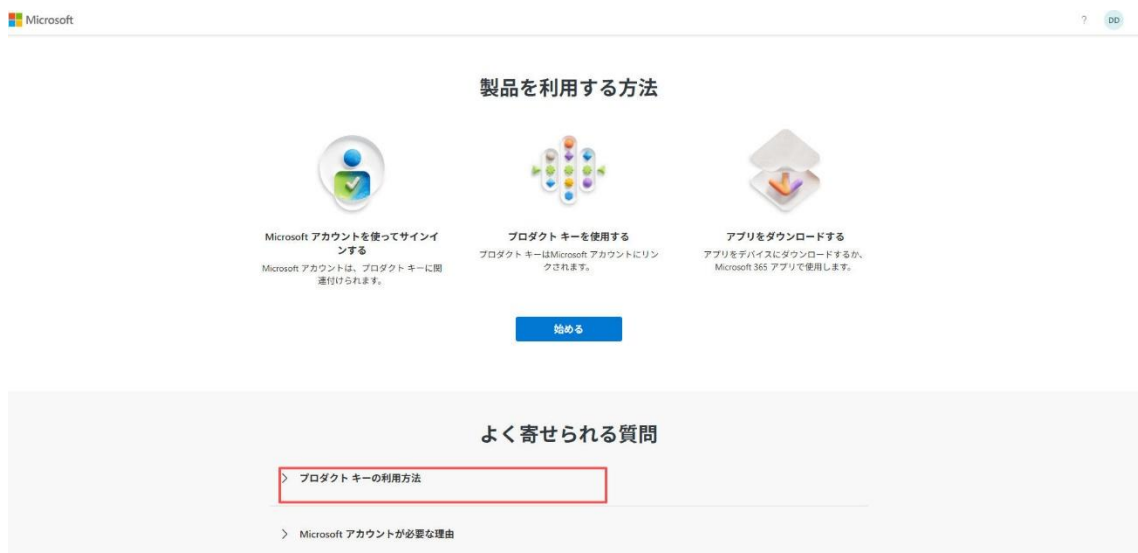 Microsoft
? DD
製品を利用する方法
Microsoft アカウントを使ってサインイ
ンする
Microsoft アカウントは、プロダクト キーに関
連付けられます。
プロダクト キーを使用する
プロダクト キーはMicrosoft アカウントにリン
クされます。
アプリをダウンロードする
アプリをデバイスにダウンロードするか、
Microsoft 365 アプリで使用します。
始める
よく寄せられる質問
プロダクト キーの利用方法
Microsoft アカウントが必要な理由